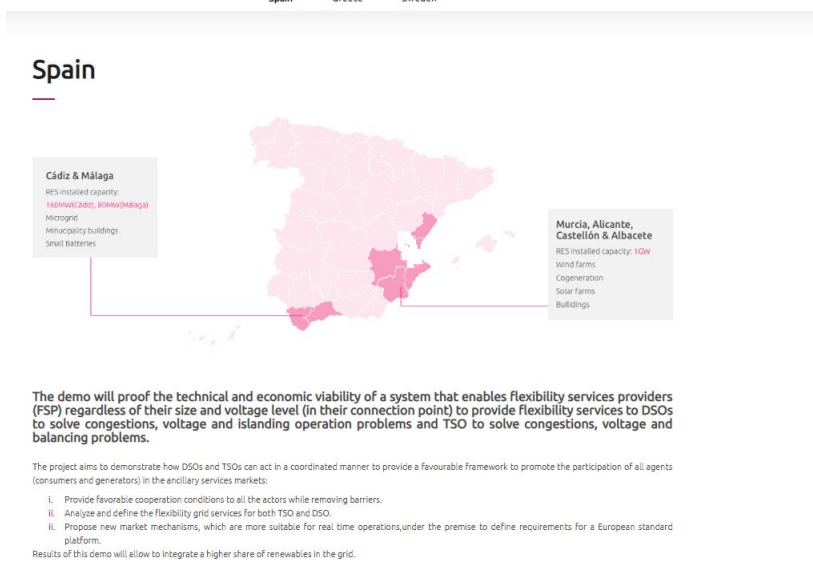 Spain Greece Sweden
Spain
Cádiz & Málaga
RES installed capacity:
160MW(Cádiz), 80MW(Málaga)
Microgrid
Minucipality buildings
Small Batteries
Murcia, Alicante,
Castellón & Albacete
RES installed capacity: 1GW
Wind farms
Cogeneration
Solar farms
Buildings
The demo will proof the technical and economic viability of a system that enables flexibility services providers
(FSP) regardless of their size and voltage level (in their connection point) to provide flexibility services to DSOs
to solve congestions, voltage and islanding operation problems and TSO to solve congestions, voltage and
balancing problems.
The project aims to demonstrate how DSOs and TSOs can act in a coordinated manner to provide a favourable framework to promote the participation of all agents
(consumers and generators) in the ancillary services markets:
i. Provide favorable cooperation conditions to all the actors while removing barriers.
ii. Analyze and define the flexibility grid services for both TSO and DSO.
ii. Propose new market mechanisms, which are more suitable for real time operations,under the premise to define requirements for a European standard
platform.
Results of this demo will allow to integrate a higher share of renewables in the grid.